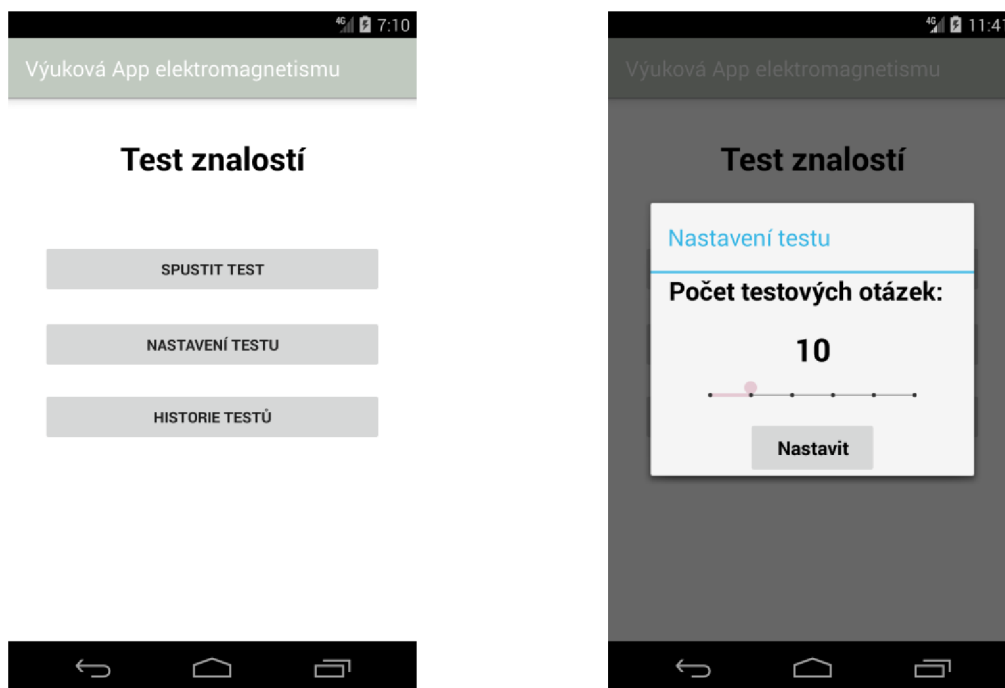 4G 7:10
Výuková App elektromagnetismu
Test znalostí
SPUSTIT TEST
NASTAVENÍ TESTU
HISTORIE TESTŮ
4G 11:41
Výuková App elektromagnetismu
Test znalostí
Nastavení testu
Počet testových otázek:
10
Nastavit